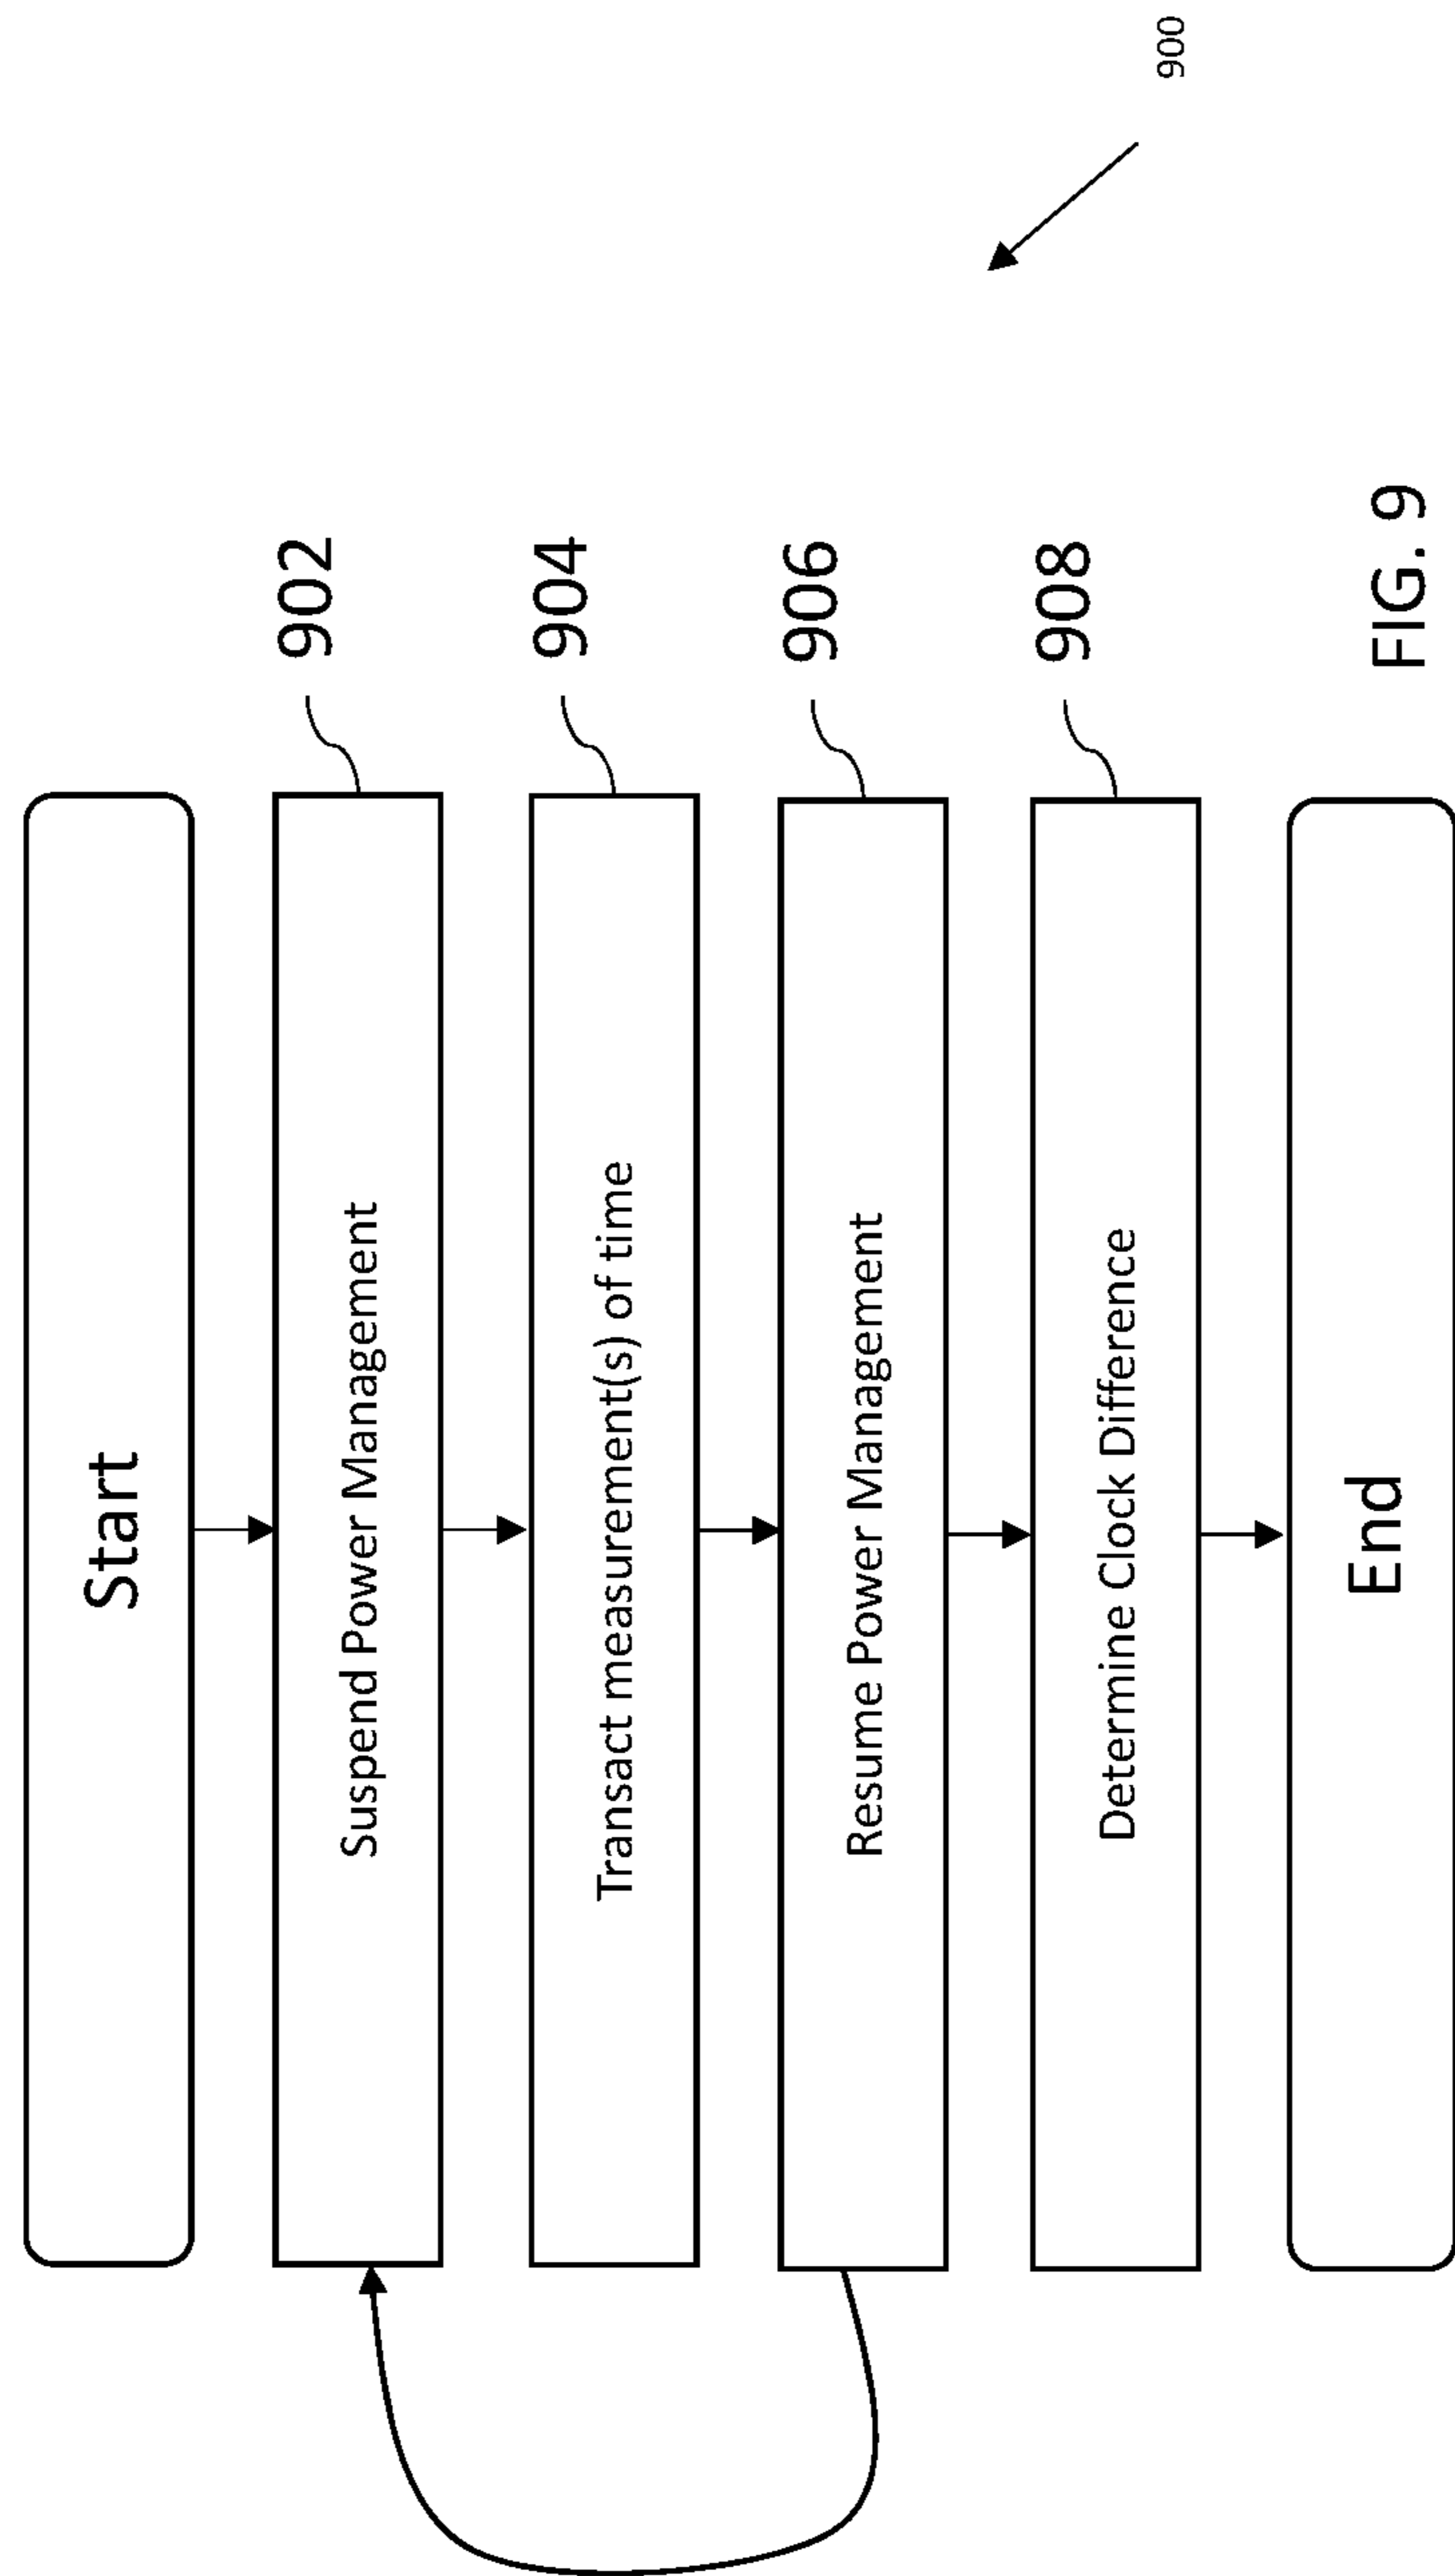 Start
Suspend Power Management
902
Transact measurement(s) of time
904
Resume Power Management
906
Determine Clock Difference
908
End
FIG. 9
900